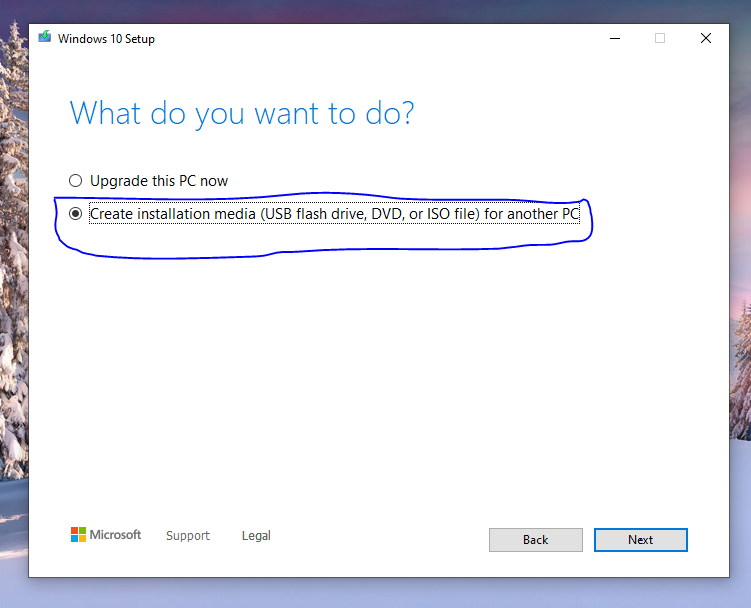 Windows 10 Setup
What do you want to do?
Upgrade this PC now
Create installation media (USB flash drive, DVD, or ISO file) for another PC
Microsoft Support Legal
Back Next